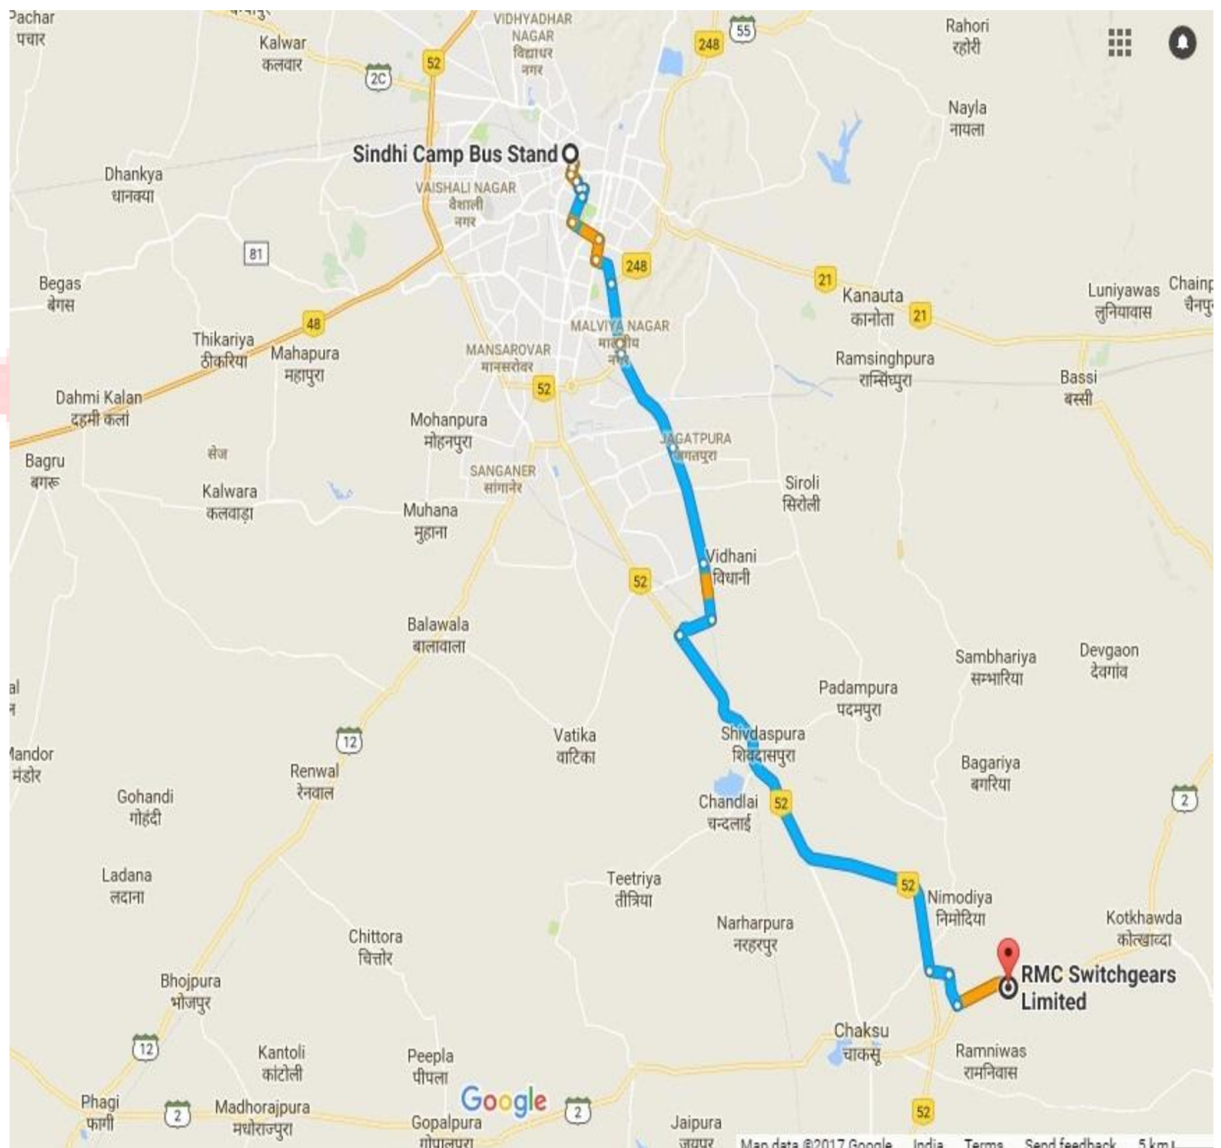 Pachar
पचार
Kalwar
कलवार
52
2C
VIDHYADHAR
NAGAR
विद्याधर
नगर
248
55
Rahori
रहोरी
Nayla
नायला
Sindhi Camp Bus Stand
Dhankya
धानक्या
VAISHALI NAGAR
वैशाली
नगर
81
248
21
Begas
बेगस
Kanauta
कानोता
21
Luniyawas
लुनियावास
48
Thikariya
ठीकरिया
Mahapura
महापुरा
MALVIYA NAGAR
नगर
MANSAROVAR
मानसरोवर
52
Ramsinghpura
Bassi
बस्सी
Dahmi Kalan
दहमी कलां
Mohanpura
मोहनपुरा
JAGATPURA
जगतपुरा
Bagru
बगरू
सेज
SANGANER
सांगानेर
Kalwara
कलवाड़ा
Siroli
सिरोली
Muhana
मुहाना
Vidhani
विधानी
52
Balawala
बालावाला
Sambhariya
सम्भारिया
Devgaon
देवगांव
Padampura
पदमपुरा
12
Vatika
वाटिका
Shivdaspura
शिवदासपुरा
Mandor
मंडोर
Renwal
रेनवाल
Bagariya
बगरिया
2
Gohandi
गोहंदी
Chandlai
चन्दलाई
52
Ladana
लदाना
Teetriya
तीत्रिया
52
Nimodiya
निमोदिया
Narharpura
नरहरपुर
Kotkhawda
Chittora
चित्तोर
RMC Switchgears
Limited
Bhojpura
भोजपुर
12
Chaksu
चाकसू
Kantoli
कांटोली
Peepla
पीपला
Ramniwas
रामनिवास
Google
Phagi
फागी
2
Madhorajpura
मधोराजपुरा
2
Gopalpura
गोपालपुरा
Jaipura
जयपुर
52
Map data ©2017 Google India Terms Send feedback 5 km